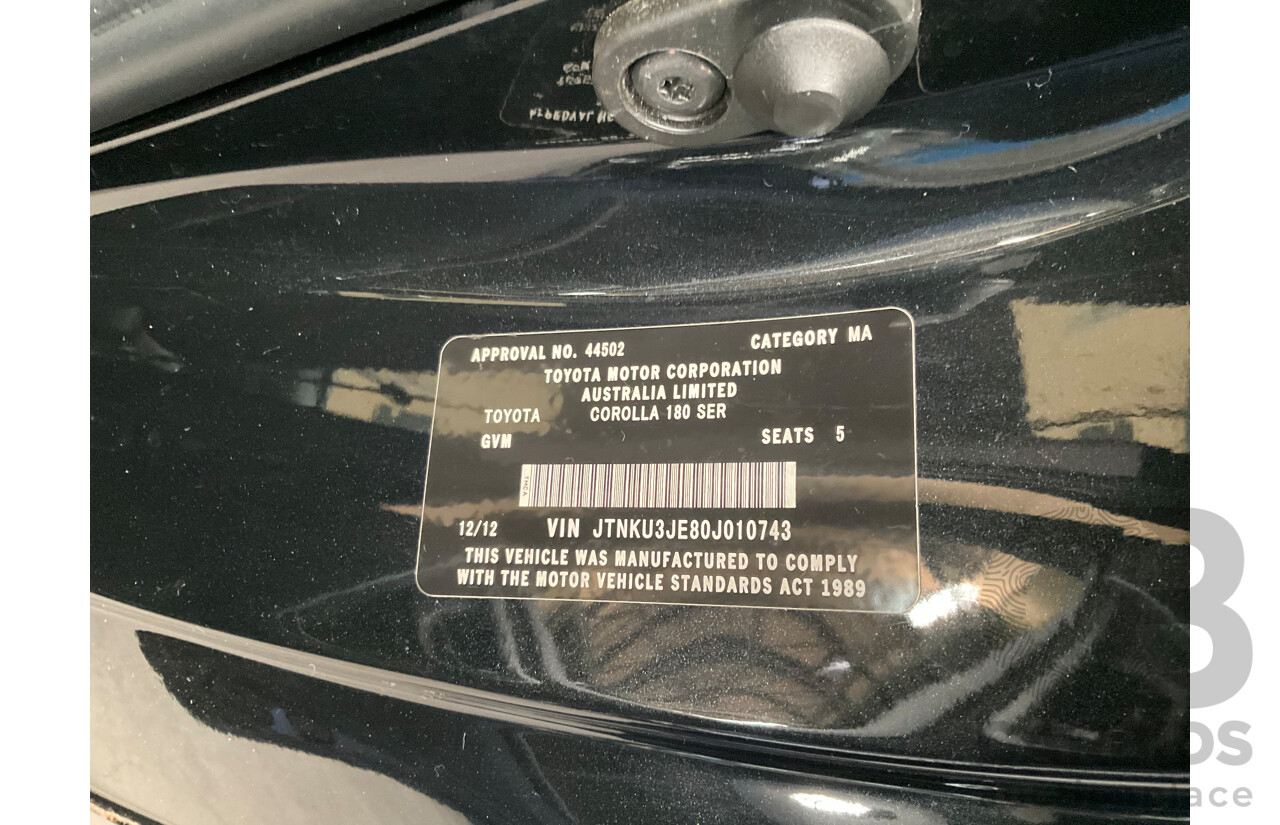 APPROVAL NO. 44502 CATEGORY MA
TOYOTA MOTOR CORPORATION
AUSTRALIA LIMITED
TOYOTA COROLLA 180 SER
GVM SEATS 5
TMCA
12/12 VIN JTNKU3JE80J010743
THIS VEHICLE WAS MANUFACTURED TO COMPLY
WITH THE MOTOR VEHICLE STANDARDS ACT 1989